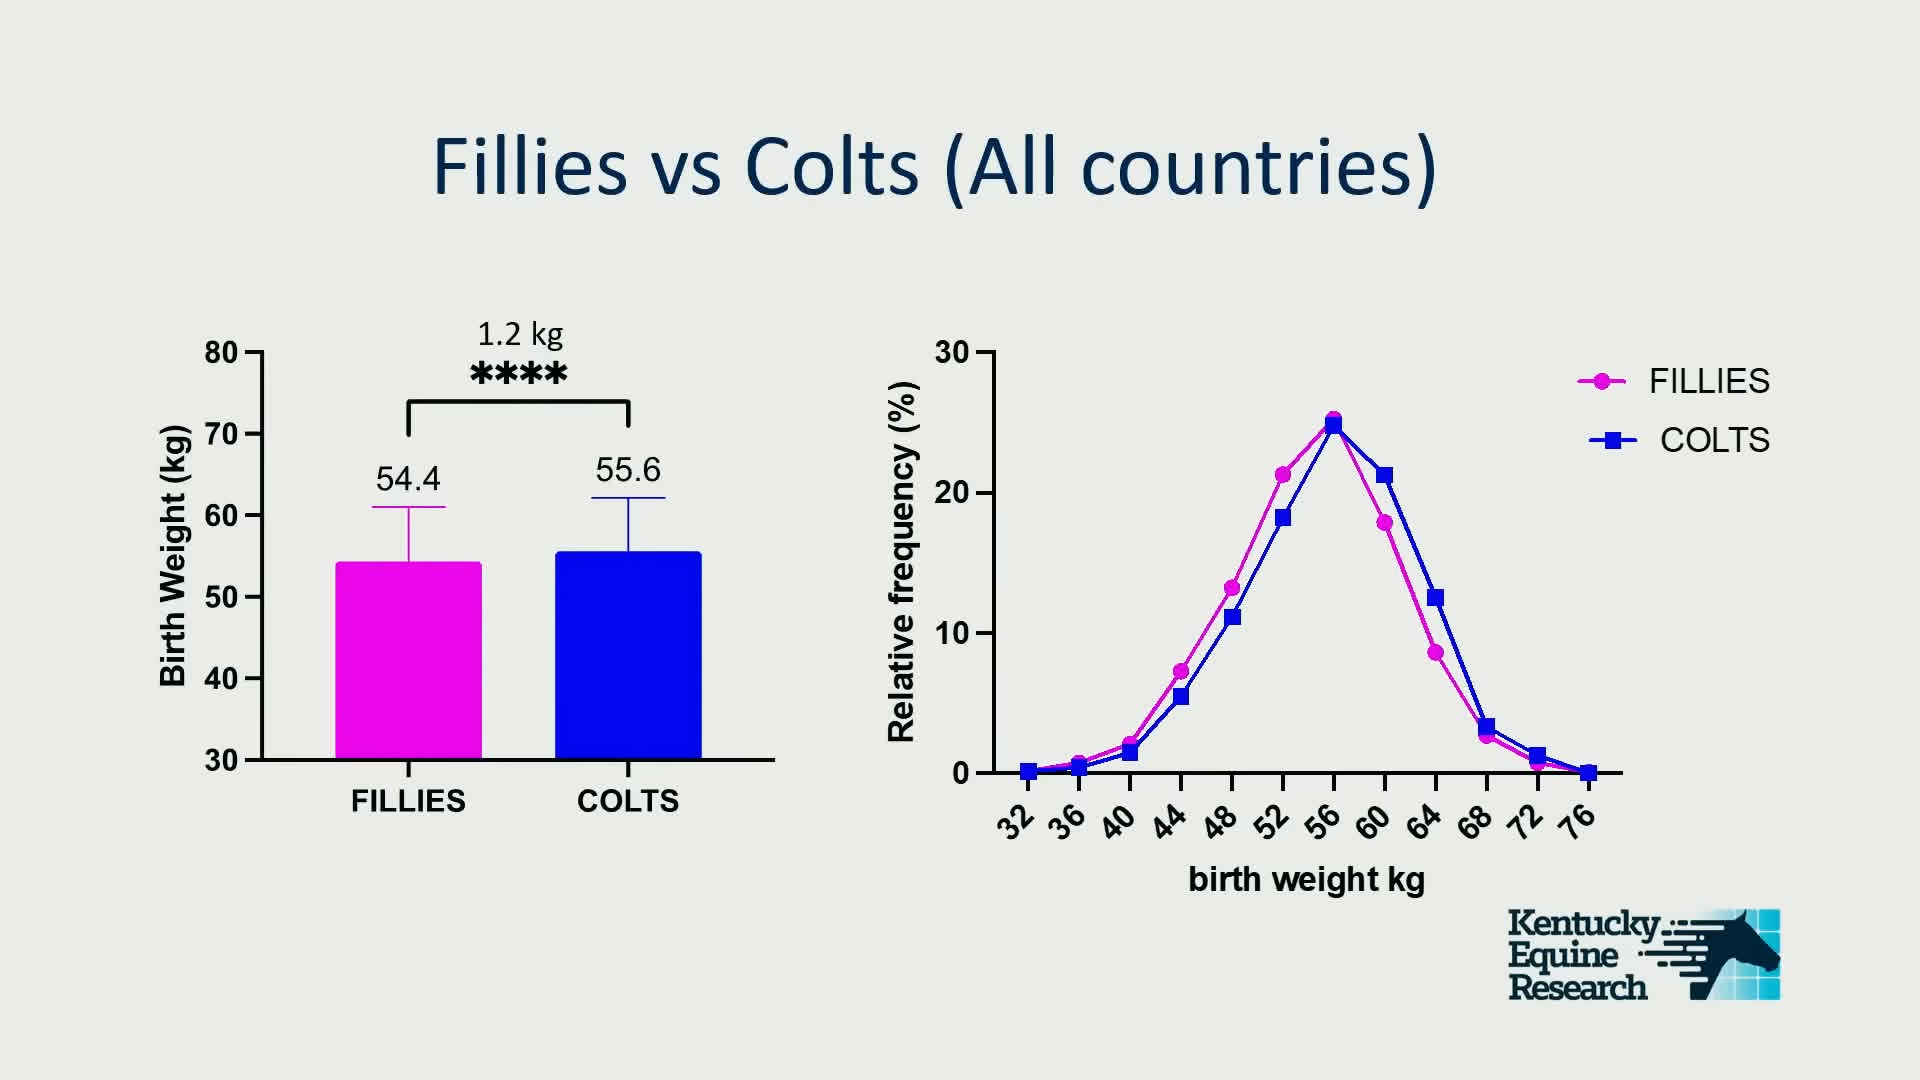 Fillies vs Colts (All countries)
1.2 kg
****
80
70
60
50
40
30
Birth Weight (kg)
54.4
55.6
FILLIES
COLTS
30
20
10
0
Relative frequency (%)
FILLIES
COLTS
32 36 40 44 48 52 56 60 64 68 72 76
birth weight kg
Kentucky
Equine
Research